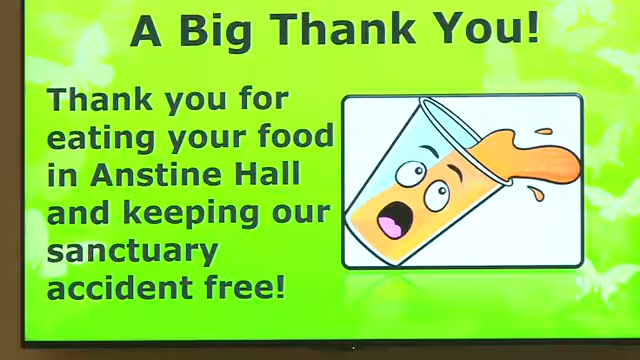 A Big Thank You!
Thank you for
eating your food
in Anstine Hall
and keeping our
sanctuary
accident free!